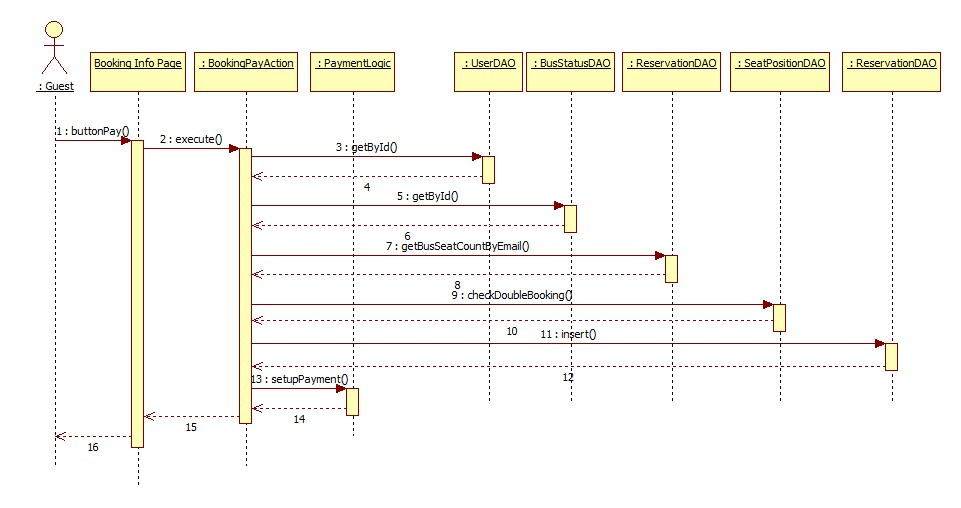 : Guest
Booking Info Page
: BookingPayAction
: PaymentLogic
: UserDAO
: BusStatusDAO
: ReservationDAO
: SeatPositionDAO
: ReservationDAO
1 : buttonPay()
2 : execute()
3 : getById()
4
5 : getById()
6
7 : getBusSeatCountByEmail()
8
9 : checkDoubleBooking()
10
11 : insert()
12
13 : setupPayment()
14
15
16